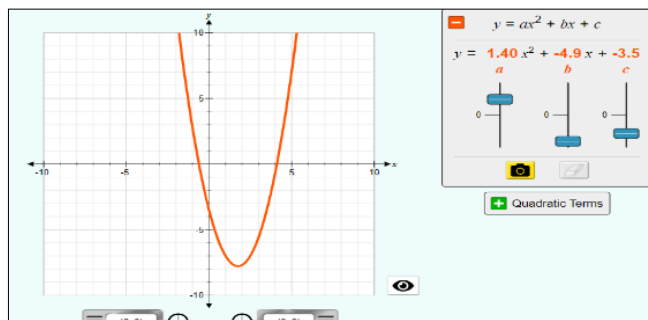 y
10
5
-10
-5
5
10
x
-5
-10
y = ax² + bx + c
y = 1.40 x² + -4.9 x + -3.5
a b c
0 0 0
Quadratic Terms